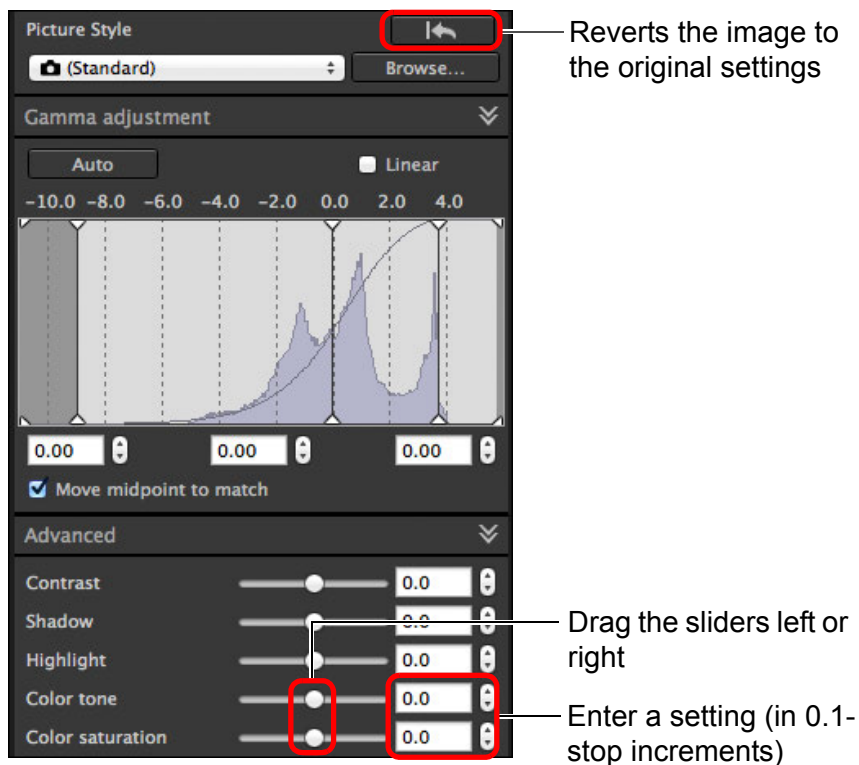 Picture Style
(Standard)
Browse...
Reverts the image to
the original settings
Gamma adjustment
Auto
Linear
-10.0 -8.0 -6.0 -4.0 -2.0 0.0 2.0 4.0
0.00 0.00 0.00
Move midpoint to match
Advanced
Contrast 0.0
Shadow 0.0
Highlight 0.0
Color tone 0.0
Color saturation 0.0
Drag the sliders left or
right
Enter a setting (in 0.1-
stop increments)